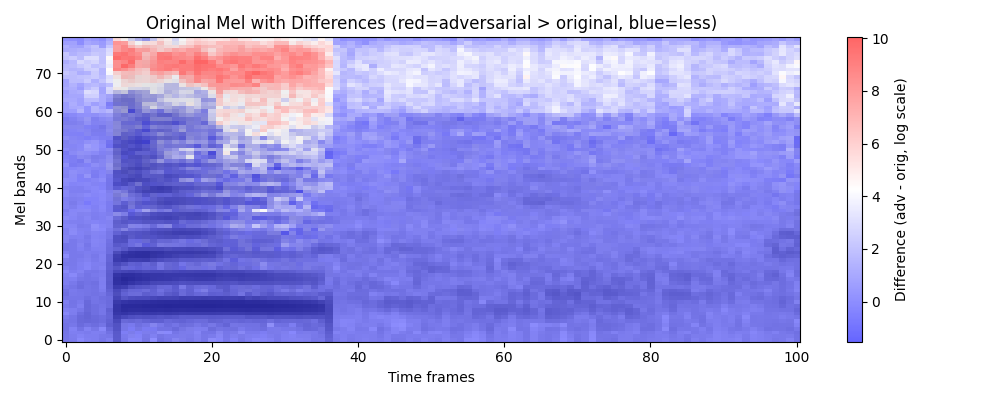 Original Mel with Differences (red=adversarial > original, blue=less)
Mel bands
70
60
50
40
30
20
10
0
0 20 40 60 80 100
Time frames
10
8
6
4
2
0
Difference (adv - orig, log scale)